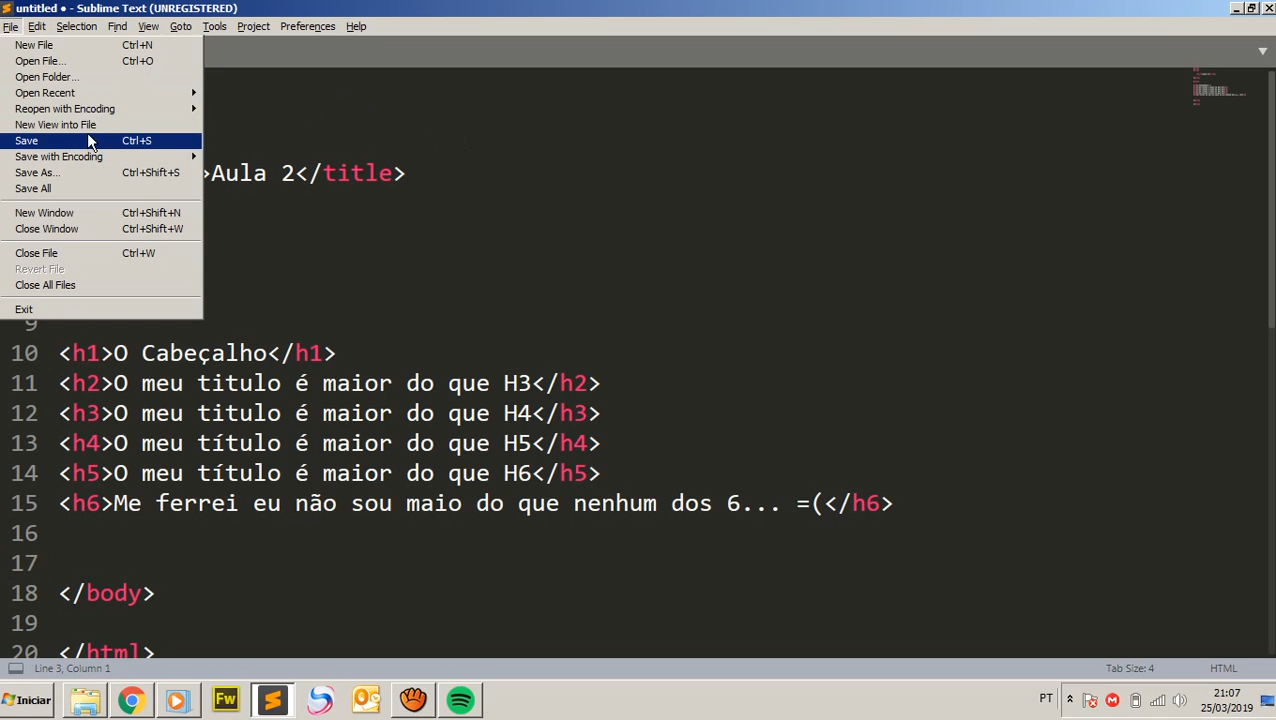 untitled • - Sublime Text (UNREGISTERED)
File Edit Selection Find View Goto Tools Project Preferences Help
New File Ctrl+N
Open File... Ctrl+O
Open Folder...
Open Recent
Reopen with Encoding
New View into File
Save Ctrl+S
Save with Encoding
Save As... Ctrl+Shift+S
Save All
New Window Ctrl+Shift+N
Close Window Ctrl+Shift+W
Close File Ctrl+W
Revert File
Close All Files
Exit
>Aula 2</title>
9
10 <h1>O Cabeçalho</h1>
11 <h2>O meu titulo é maior do que H3</h2>
12 <h3>O meu titulo é maior do que H4</h3>
13 <h4>O meu título é maior do que H5</h4>
14 <h5>O meu título é maior do que H6</h5>
15 <h6>Me ferrei eu não sou maio do que nenhum dos 6... =(</h6>
16
17
18 </body>
19
20 </html>
Line 3, Column 1 Tab Size: 4 HTML
Iniciar Fw PT 21:07
25/03/2019